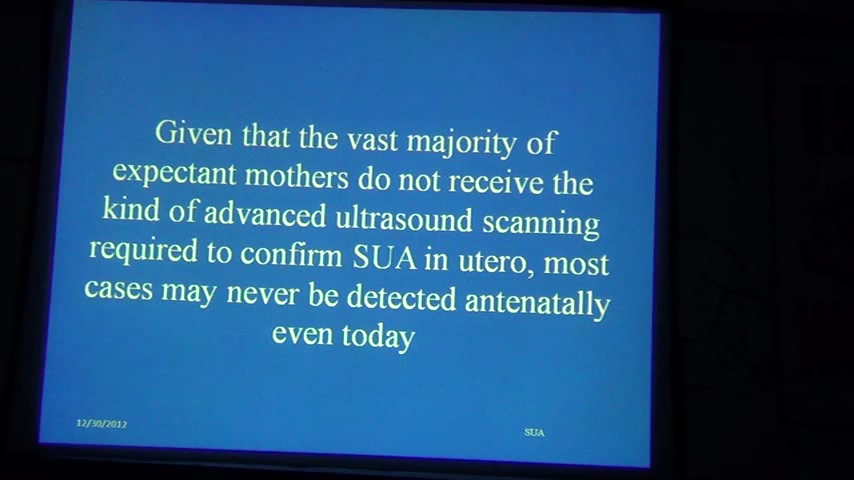 Given that the vast majority of
expectant mothers do not receive the
kind of advanced ultrasound scanning
required to confirm SUA in utero, most
cases may never be detected antenatally
even today
12/30/2012
SUA